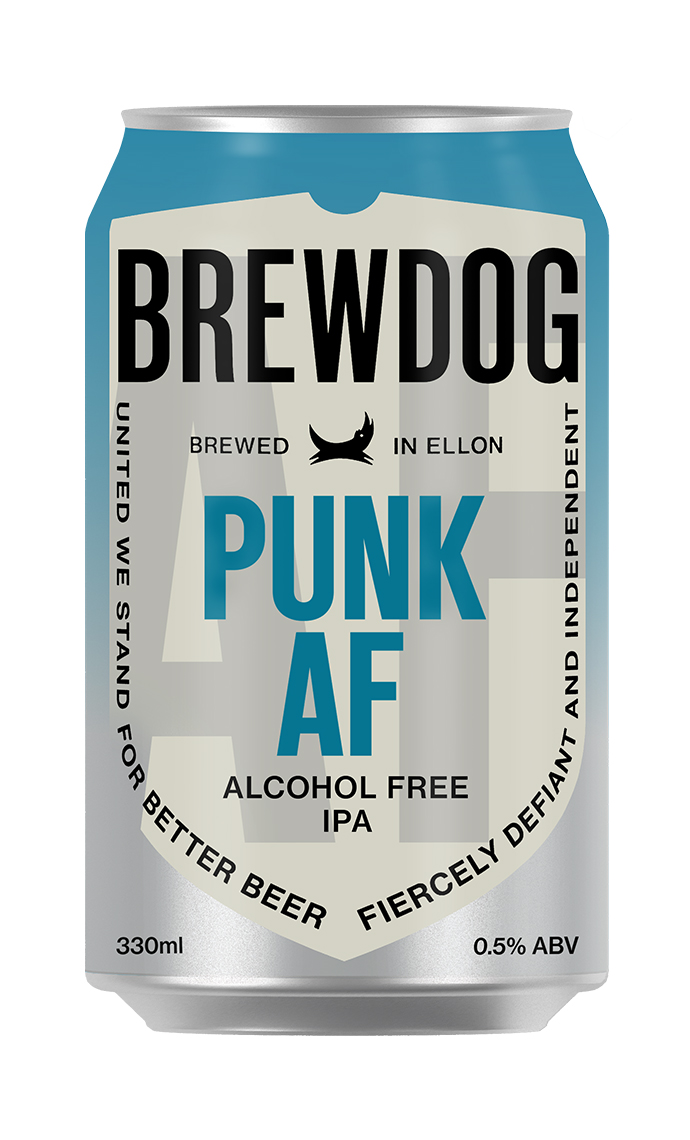 BREWDOG
BREWED IN ELLON
PUNK
AF
ALCOHOL FREE
IPA
UNITED WE STAND FOR BETTER BEER
FIERCELY DEFIANT AND INDEPENDENT
330ml
0.5% ABV
AF